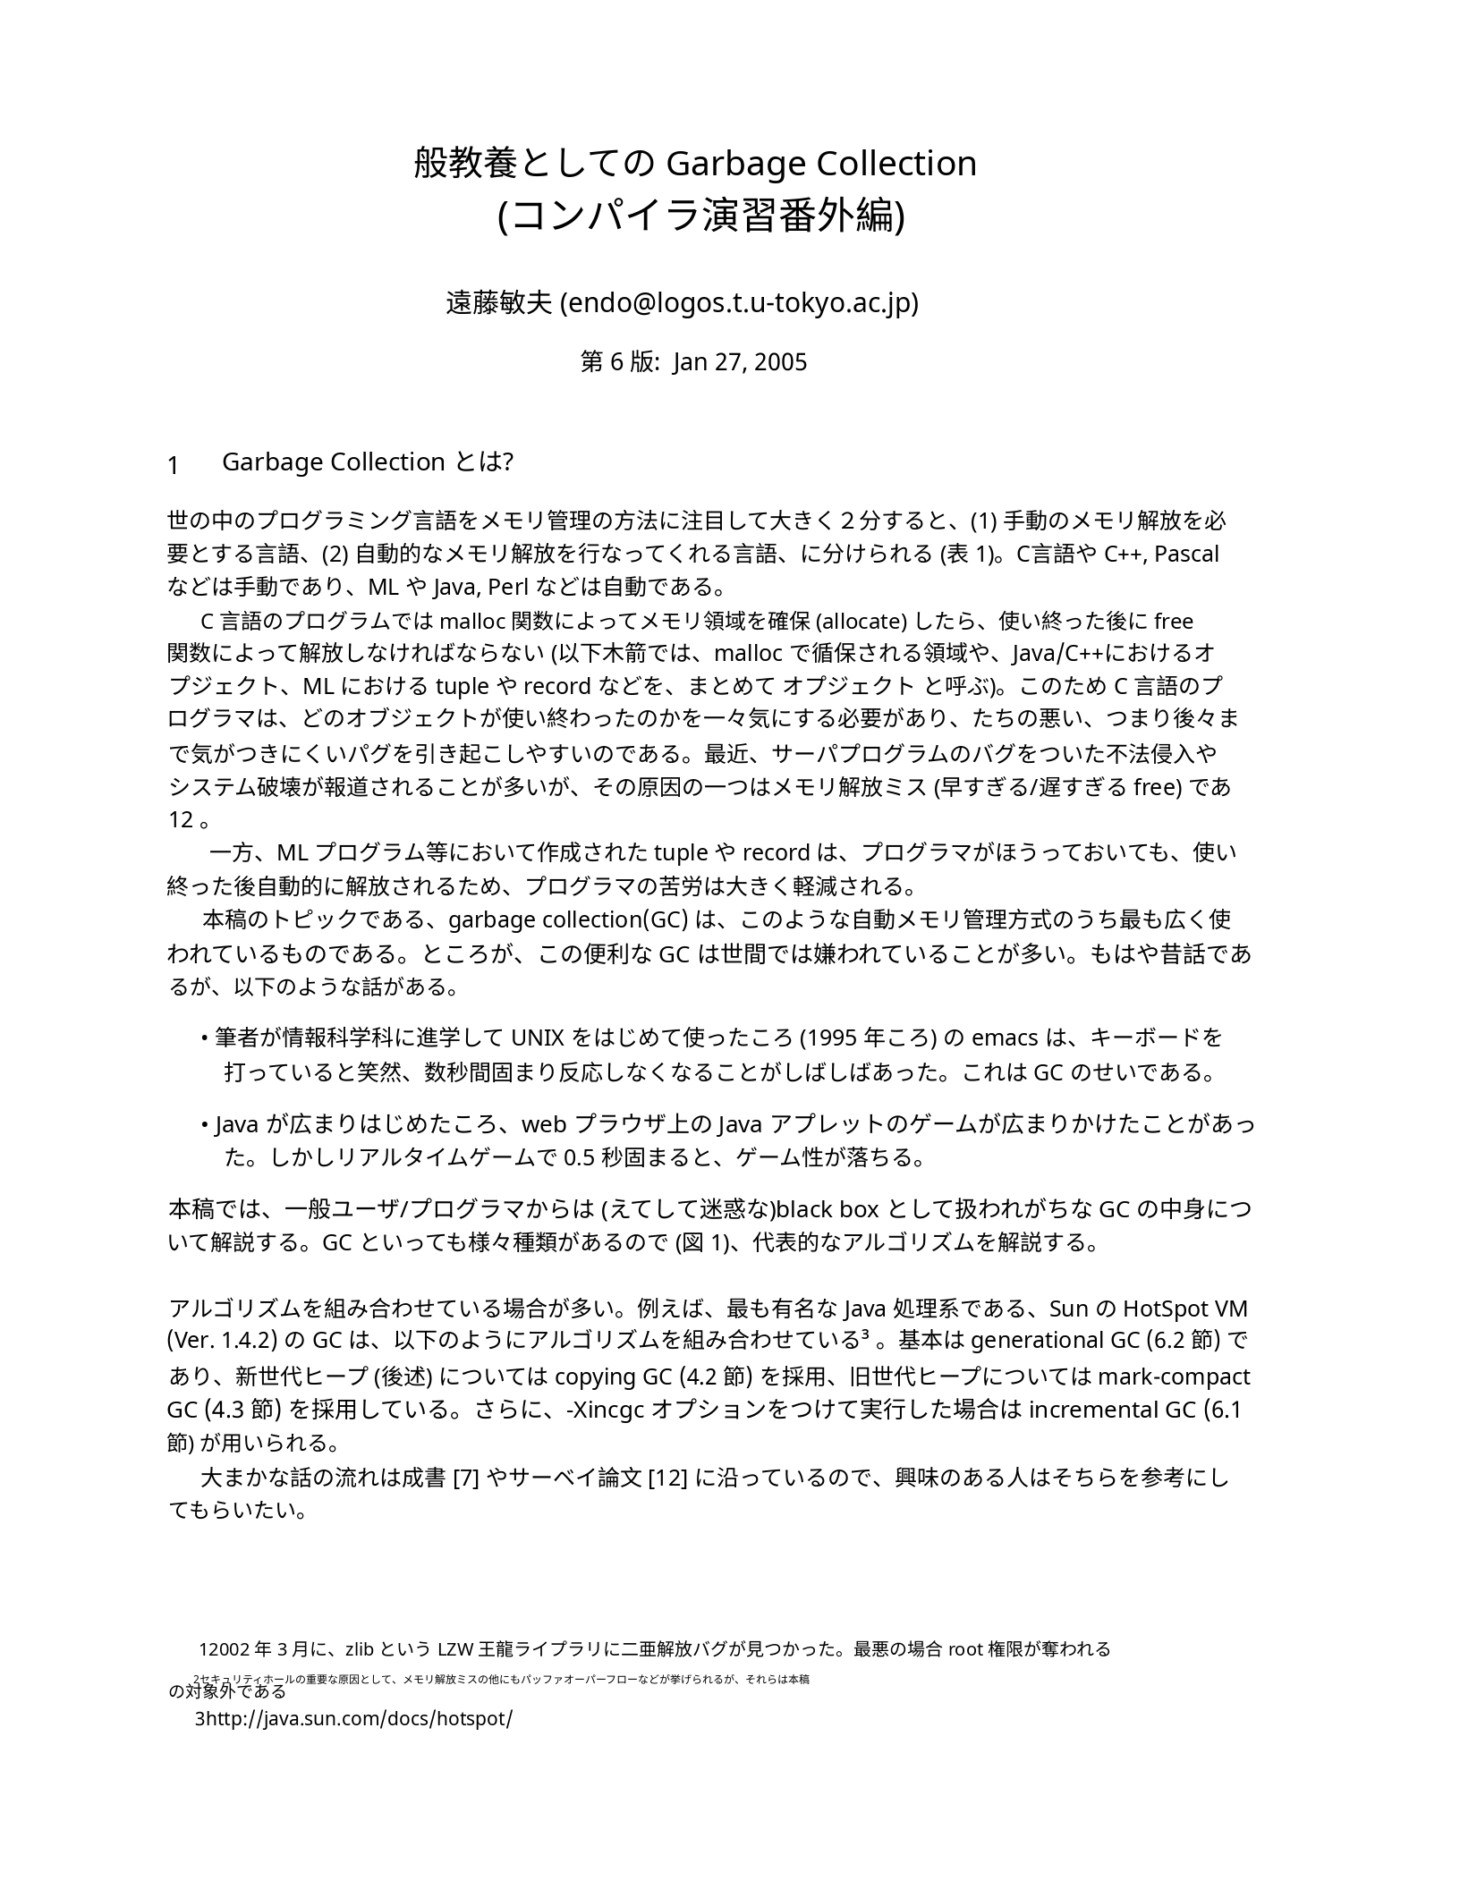 般教養としての Garbage Collection
(コンパイラ演習番外編)
遠藤敏夫 (endo@logos.t.u-tokyo.ac.jp)
第 6 版: Jan 27, 2005
1 Garbage Collection とは?
世の中のプログラミング言語をメモリ管理の方法に注目して大きく２分すると、(1) 手動のメモリ解放を必
要とする言語、(2) 自動的なメモリ解放を行なってくれる言語、に分けられる (表 1)。C言語や C++, Pascal
などは手動であり、ML や Java, Perl などは自動である。
C 言語のプログラムでは malloc 関数によってメモリ領域を確保 (allocate) したら、使い終った後に free
関数によって解放しなければならない (以下木箭では、malloc で循保される領域や、Java/C++におけるオ
プジェクト、ML における tuple や record などを、まとめて オプジェクト と呼ぶ)。このため C 言語のプ
ログラマは、どのオブジェクトが使い終わったのかを一々気にする必要があり、たちの悪い、つまり後々ま
で気がつきにくいパグを引き起こしやすいのである。最近、サーパプログラムのバグをついた不法侵入や
システム破壊が報道されることが多いが、その原因の一つはメモリ解放ミス (早すぎる/遅すぎる free) であ
12 。
一方、ML プログラム等において作成された tuple や record は、プログラマがほうっておいても、使い
終った後自動的に解放されるため、プログラマの苦労は大きく軽減される。
本稿のトピックである、garbage collection(GC) は、このような自動メモリ管理方式のうち最も広く使
われているものである。ところが、この便利な GC は世間では嫌われていることが多い。もはや昔話であ
るが、以下のような話がある。
• 筆者が情報科学科に進学して UNIX をはじめて使ったころ (1995 年ころ) の emacs は、キーボードを
打っていると笑然、数秒間固まり反応しなくなることがしばしばあった。これは GC のせいである。
• Java が広まりはじめたころ、web プラウザ上の Java アプレットのゲームが広まりかけたことがあっ
た。しかしリアルタイムゲームで 0.5 秒固まると、ゲーム性が落ちる。
本稿では、一般ユーザ/プログラマからは (えてして迷惑な)black box として扱われがちな GC の中身につ
いて解説する。GC といっても様々種類があるので (図 1)、代表的なアルゴリズムを解説する。
アルゴリズムを組み合わせている場合が多い。例えば、最も有名な Java 処理系である、Sun の HotSpot VM
(Ver. 1.4.2) の GC は、以下のようにアルゴリズムを組み合わせている³ 。基本は generational GC (6.2 節) で
あり、新世代ヒープ (後述) については copying GC (4.2 節) を採用、旧世代ヒープについては mark-compact
GC (4.3 節) を採用している。さらに、-Xincgc オプションをつけて実行した場合は incremental GC (6.1
節) が用いられる。
大まかな話の流れは成書 [7] やサーベイ論文 [12] に沿っているので、興味のある人はそちらを参考にし
てもらいたい。
12002 年 3 月に、zlib という LZW 王龍ライプラリに二亜解放バグが見つかった。最悪の場合 root 権限が奪われる
2セキュリティホールの重要な原因として、メモリ解放ミスの他にもバッファオーバーフローなどが挙げられるが、それらは本稿
の対象外である
3http://java.sun.com/docs/hotspot/